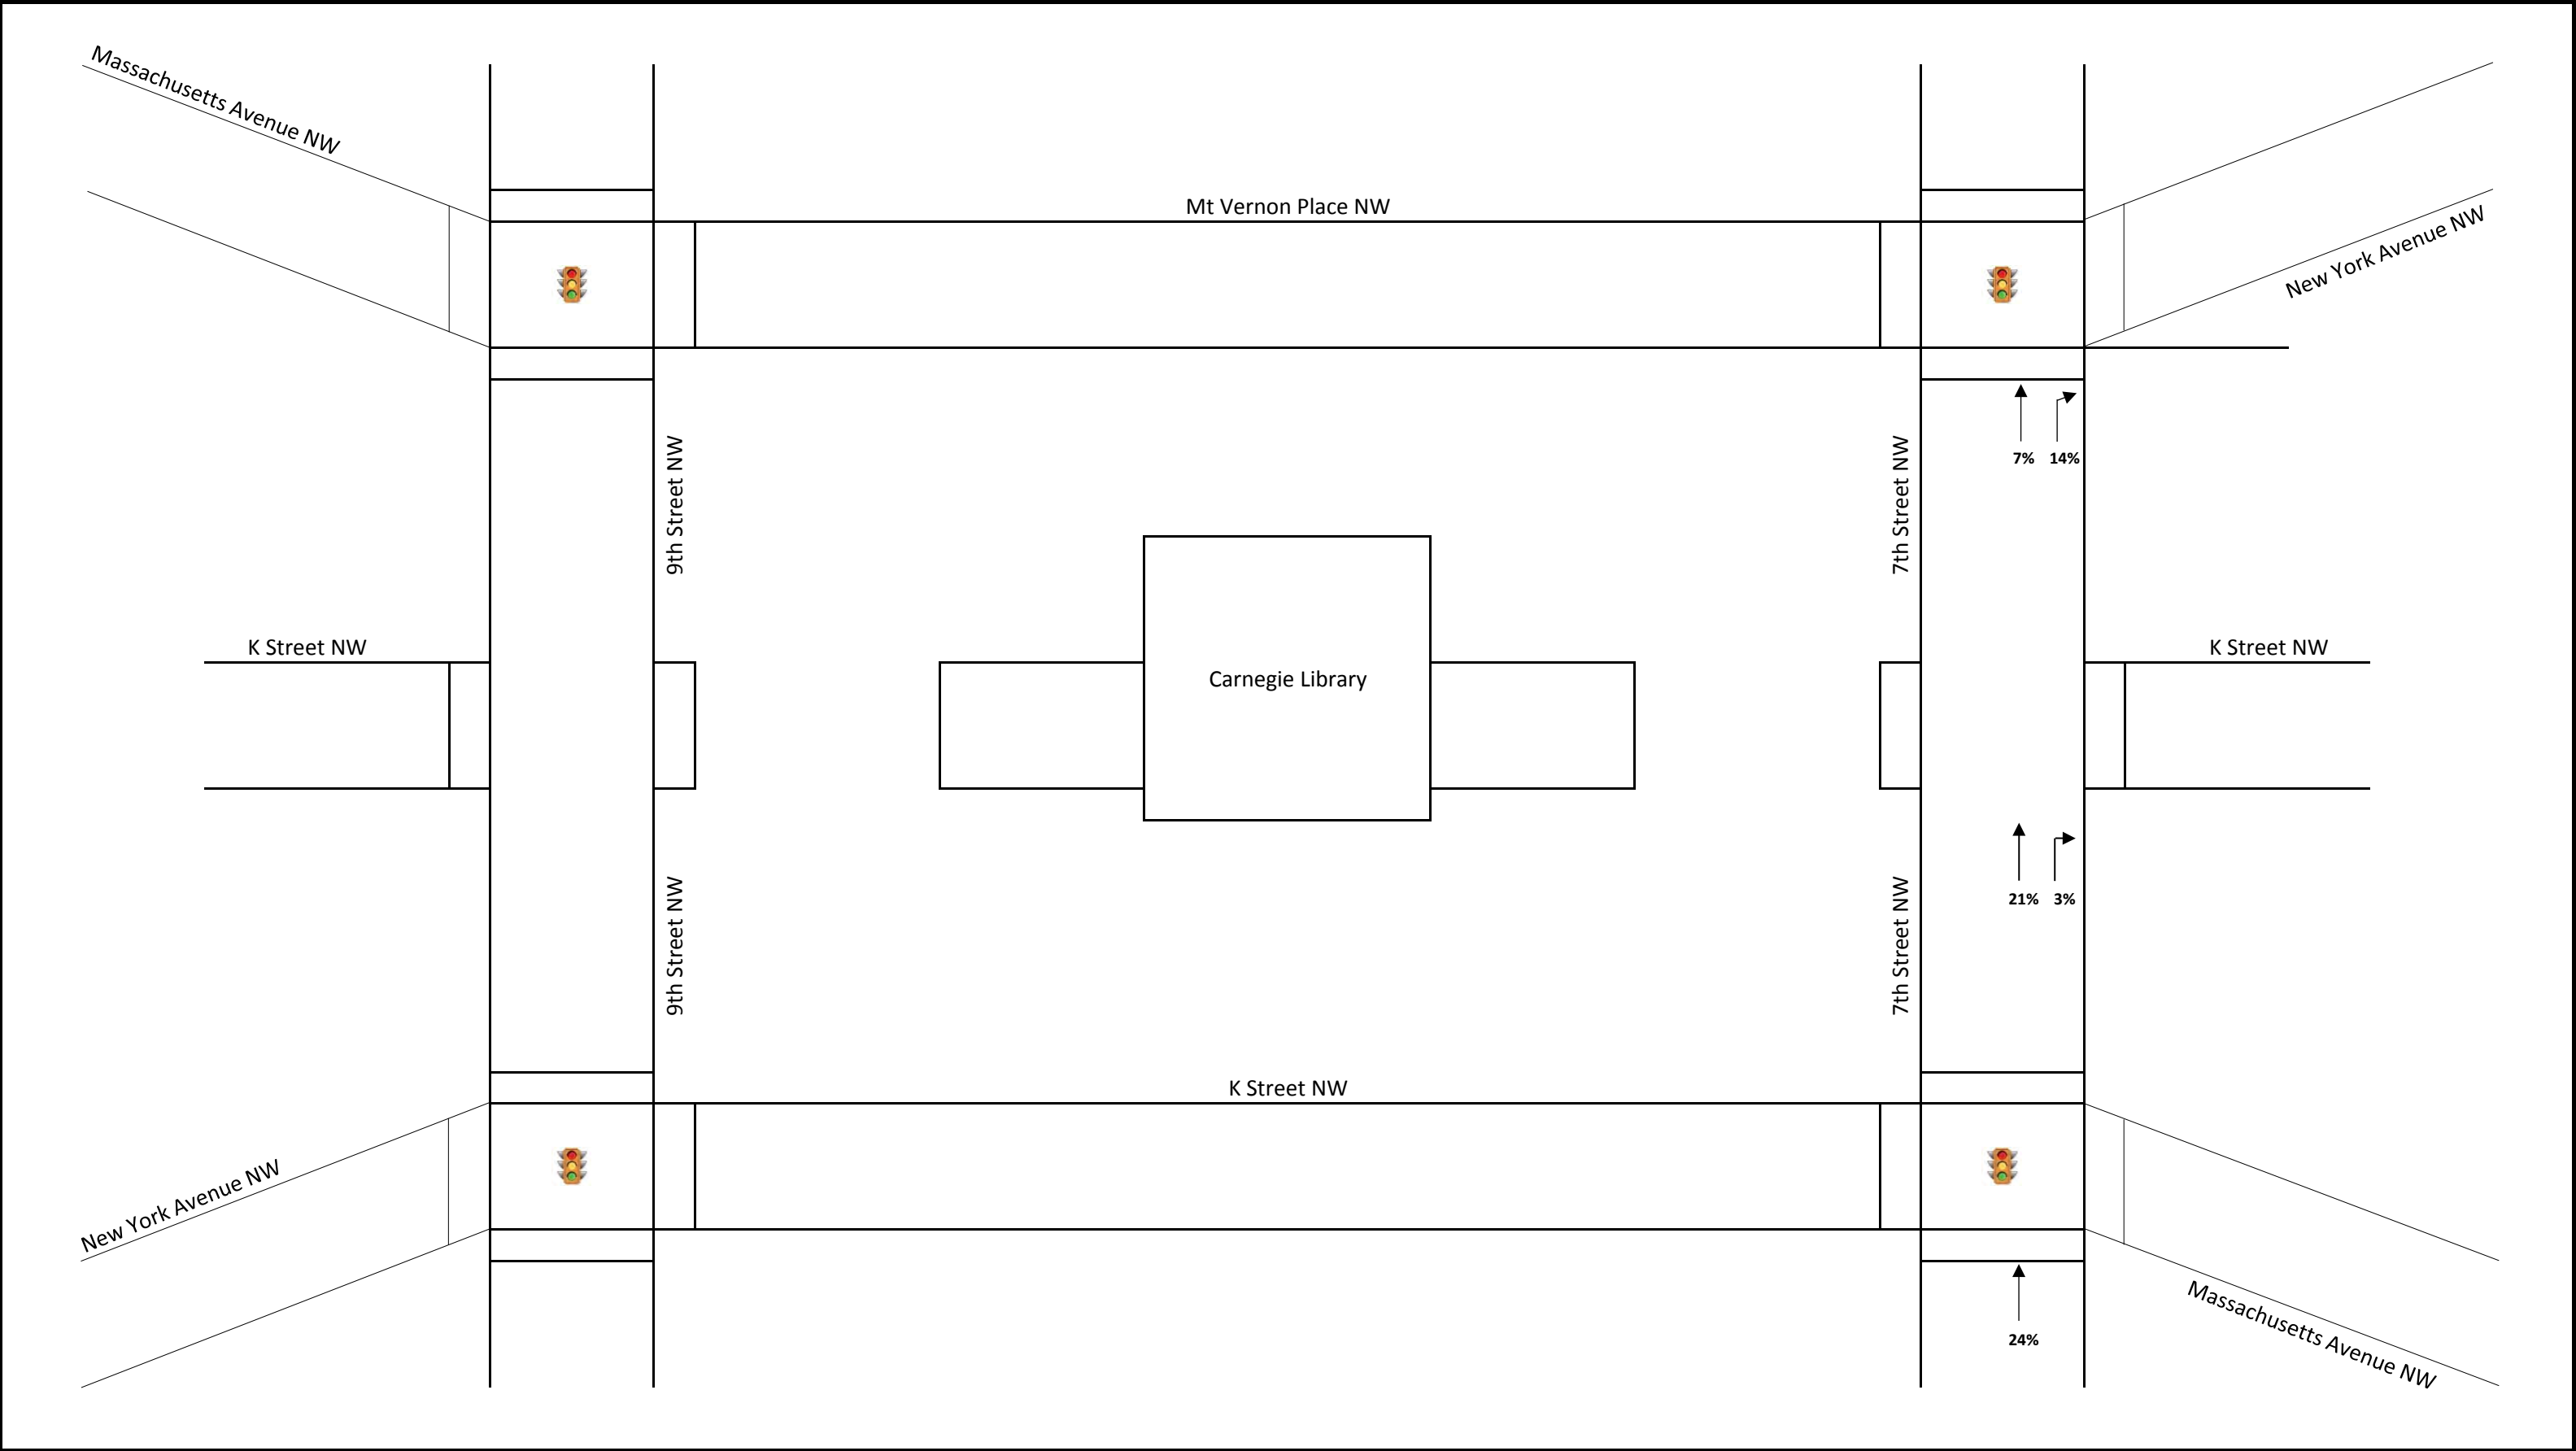 Massachusetts Avenue NW
Mt Vernon Place NW
New York Avenue NW
7% 14%
9th Street NW
7th Street NW
K Street NW
Carnegie Library
K Street NW
21% 3%
9th Street NW
7th Street NW
K Street NW
New York Avenue NW
Massachusetts Avenue NW
24%